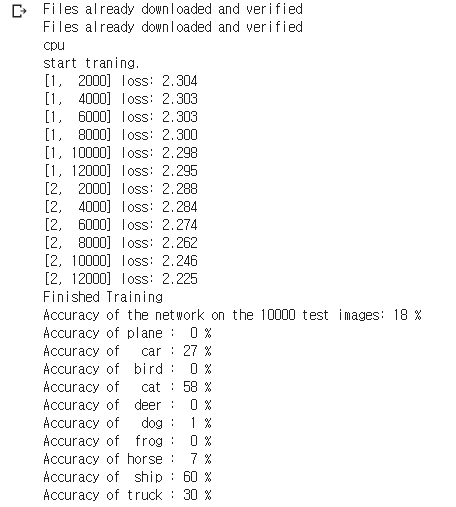 Files already downloaded and verified
Files already downloaded and verified
cpu
start traning.
[1,  2000] loss: 2.304
[1,  4000] loss: 2.303
[1,  6000] loss: 2.303
[1,  8000] loss: 2.300
[1, 10000] loss: 2.298
[1, 12000] loss: 2.295
[2,  2000] loss: 2.288
[2,  4000] loss: 2.284
[2,  6000] loss: 2.274
[2,  8000] loss: 2.262
[2, 10000] loss: 2.246
[2, 12000] loss: 2.225
Finished Training
Accuracy of the network on the 10000 test images: 18 %
Accuracy of plane :  0 %
Accuracy of   car : 27 %
Accuracy of  bird :  0 %
Accuracy of   cat : 58 %
Accuracy of  deer :  0 %
Accuracy of   dog :  1 %
Accuracy of  frog :  0 %
Accuracy of horse :  7 %
Accuracy of  ship : 60 %
Accuracy of truck : 30 %